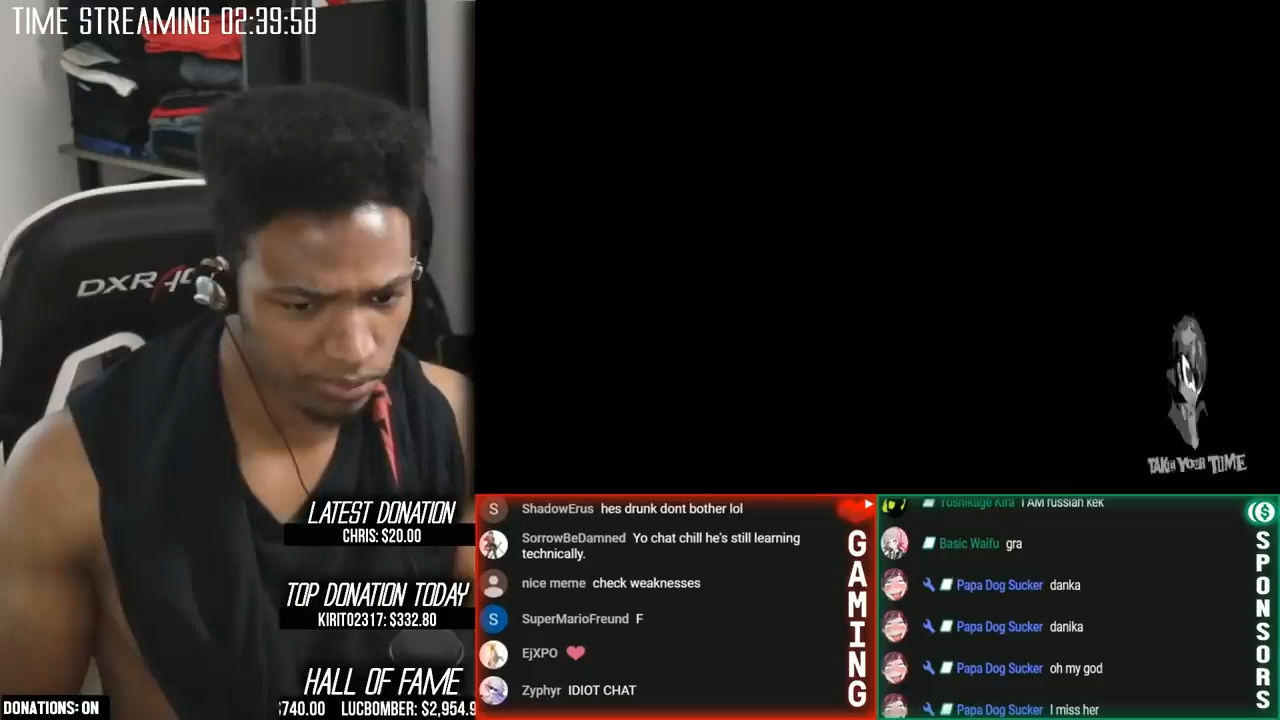 TIME STREAMING 02:39:58
DXRAC
TAKE YOUR TIME
LATEST DONATION
CHRIS: $20.00
TOP DONATION TODAY
KIRITO2317: $332.80
HALL OF FAME
$740.00 LUCBOMBER: $2,954.9
DONATIONS: ON
S ShadowErus hes drunk dont bother lol
SorrowBeDamned Yo chat chill he's still learning
technically.
nice meme check weaknesses
S SuperMarioFreund F
EjXPO ❤
Zyphyr IDIOT CHAT
GAMING
Yoshikage Kira I AM russian kek
Basic Waifu gra
Papa Dog Sucker danka
Papa Dog Sucker danika
Papa Dog Sucker oh my god
Papa Dog Sucker I miss her
SPONSORS